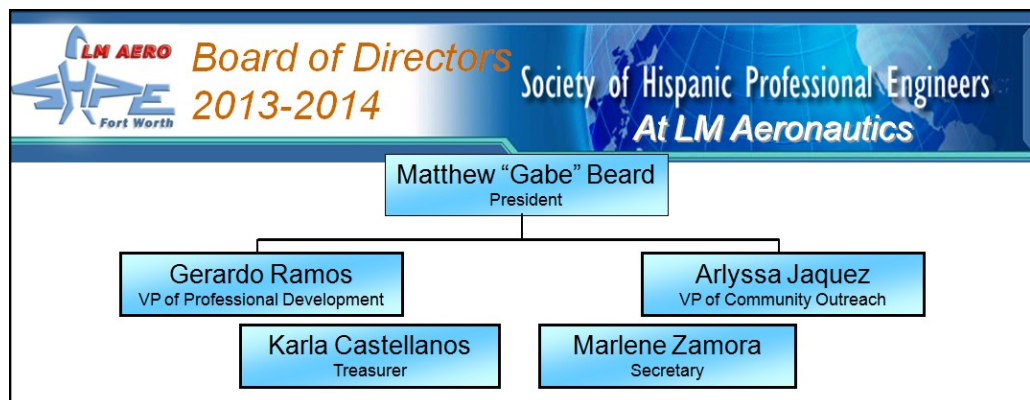 LM AERO
SHPE
Fort Worth
Board of Directors
2013-2014
Society of Hispanic Professional Engineers
At LM Aeronautics
Matthew “Gabe” Beard
President
Gerardo Ramos
VP of Professional Development
Arlyssa Jaquez
VP of Community Outreach
Karla Castellanos
Treasurer
Marlene Zamora
Secretary